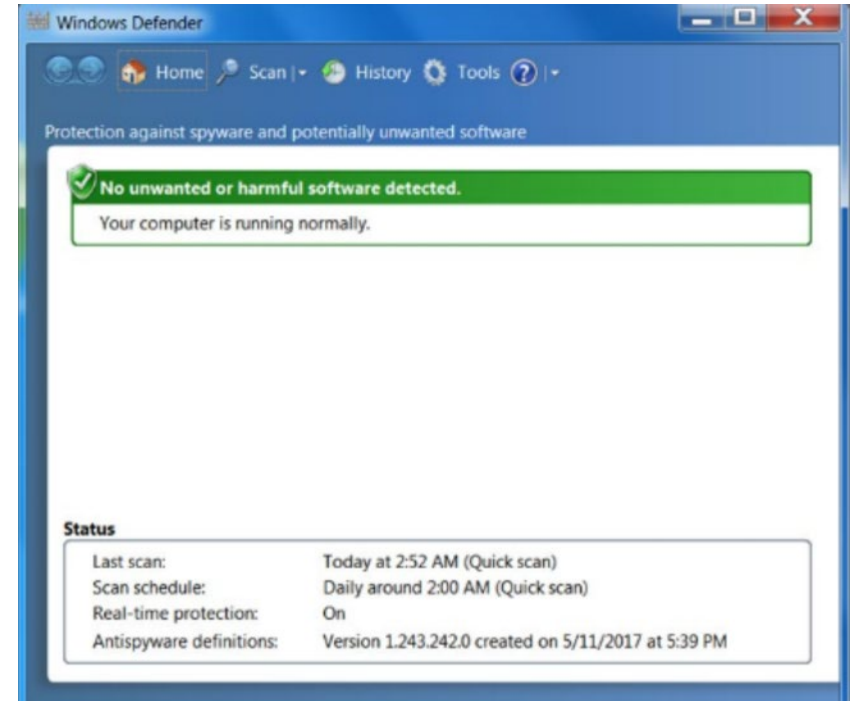 Windows Defender
Home Scan History Tools ?
Protection against spyware and potentially unwanted software
No unwanted or harmful software detected.
Your computer is running normally.
Status
Last scan: Today at 2:52 AM (Quick scan)
Scan schedule: Daily around 2:00 AM (Quick scan)
Real-time protection: On
Antispyware definitions: Version 1.243.242.0 created on 5/11/2017 at 5:39 PM